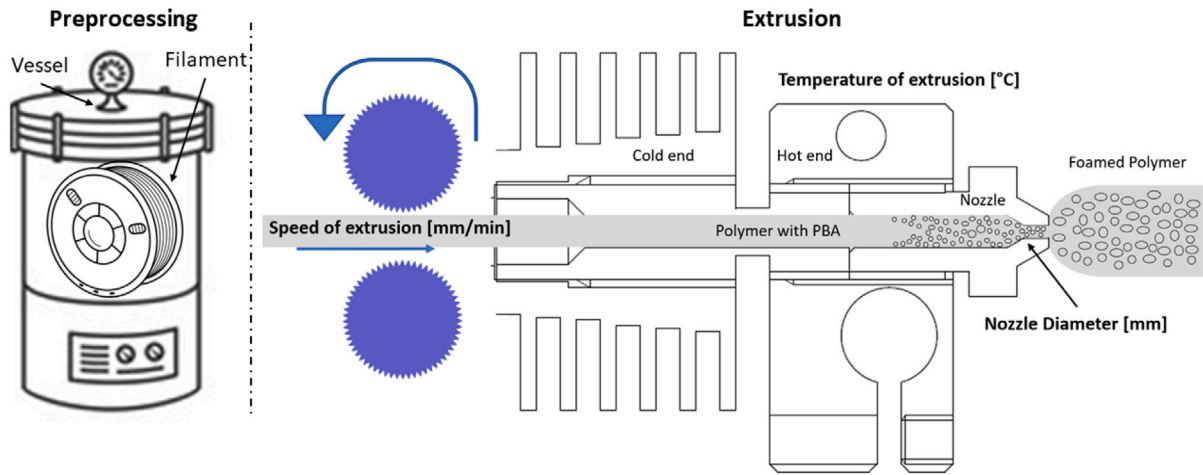 Preprocessing
Extrusion
Vessel
Filament
Temperature of extrusion [°C]
Cold end
Hot end
Foamed Polymer
Nozzle
Speed of extrusion [mm/min]
Polymer with PBA
Nozzle Diameter [mm]